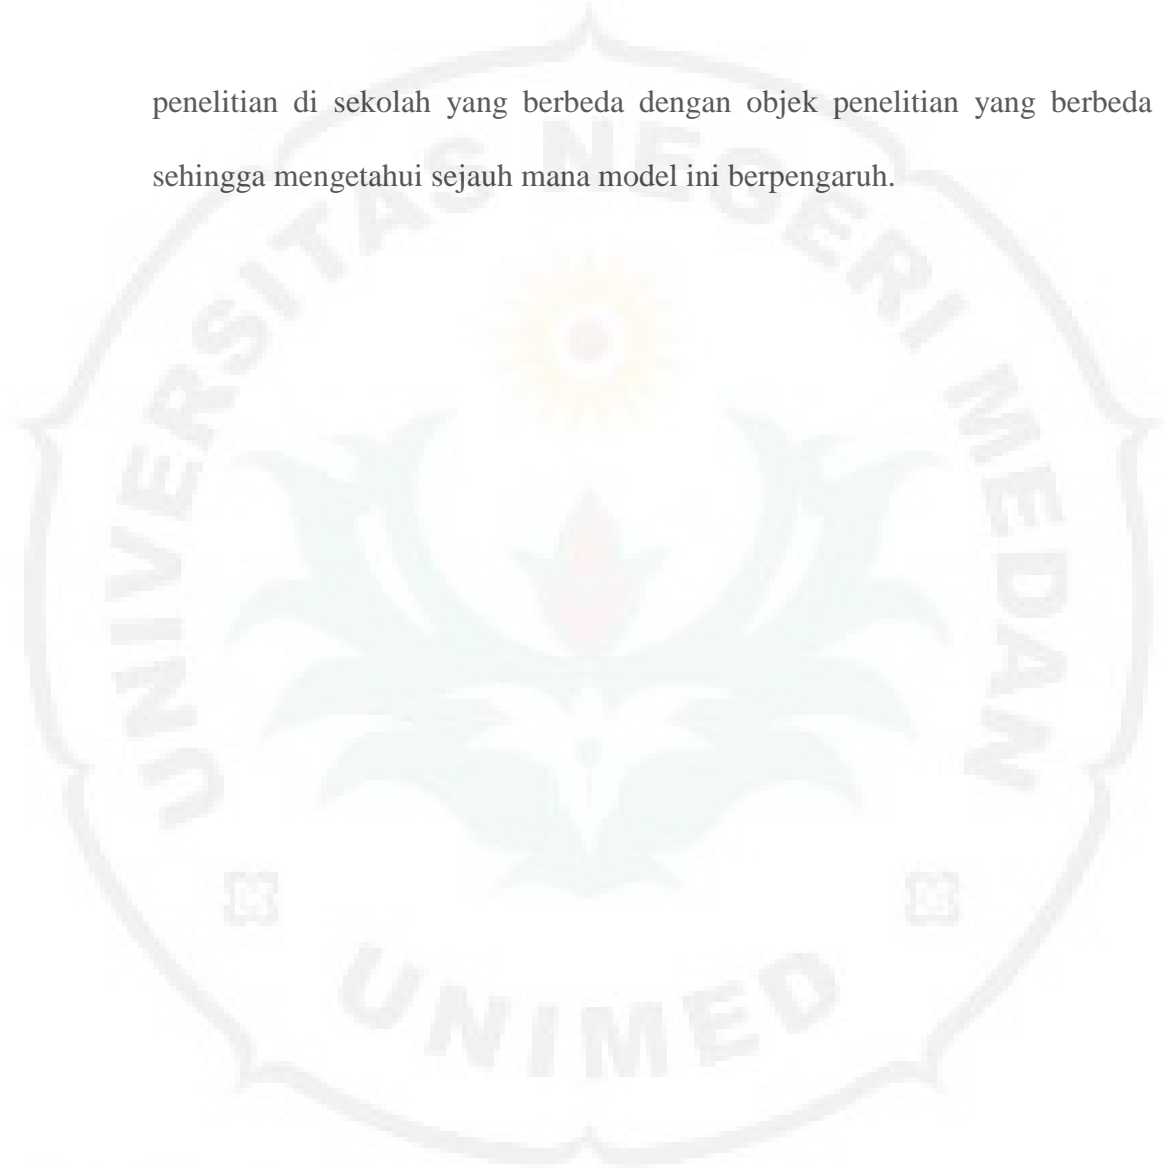 penelitian di sekolah yang berbeda dengan objek penelitian yang berbeda
sehingga mengetahui sejauh mana model ini berpengaruh.
UNIVERSITAS NEGERI MEDAN
UNIMED